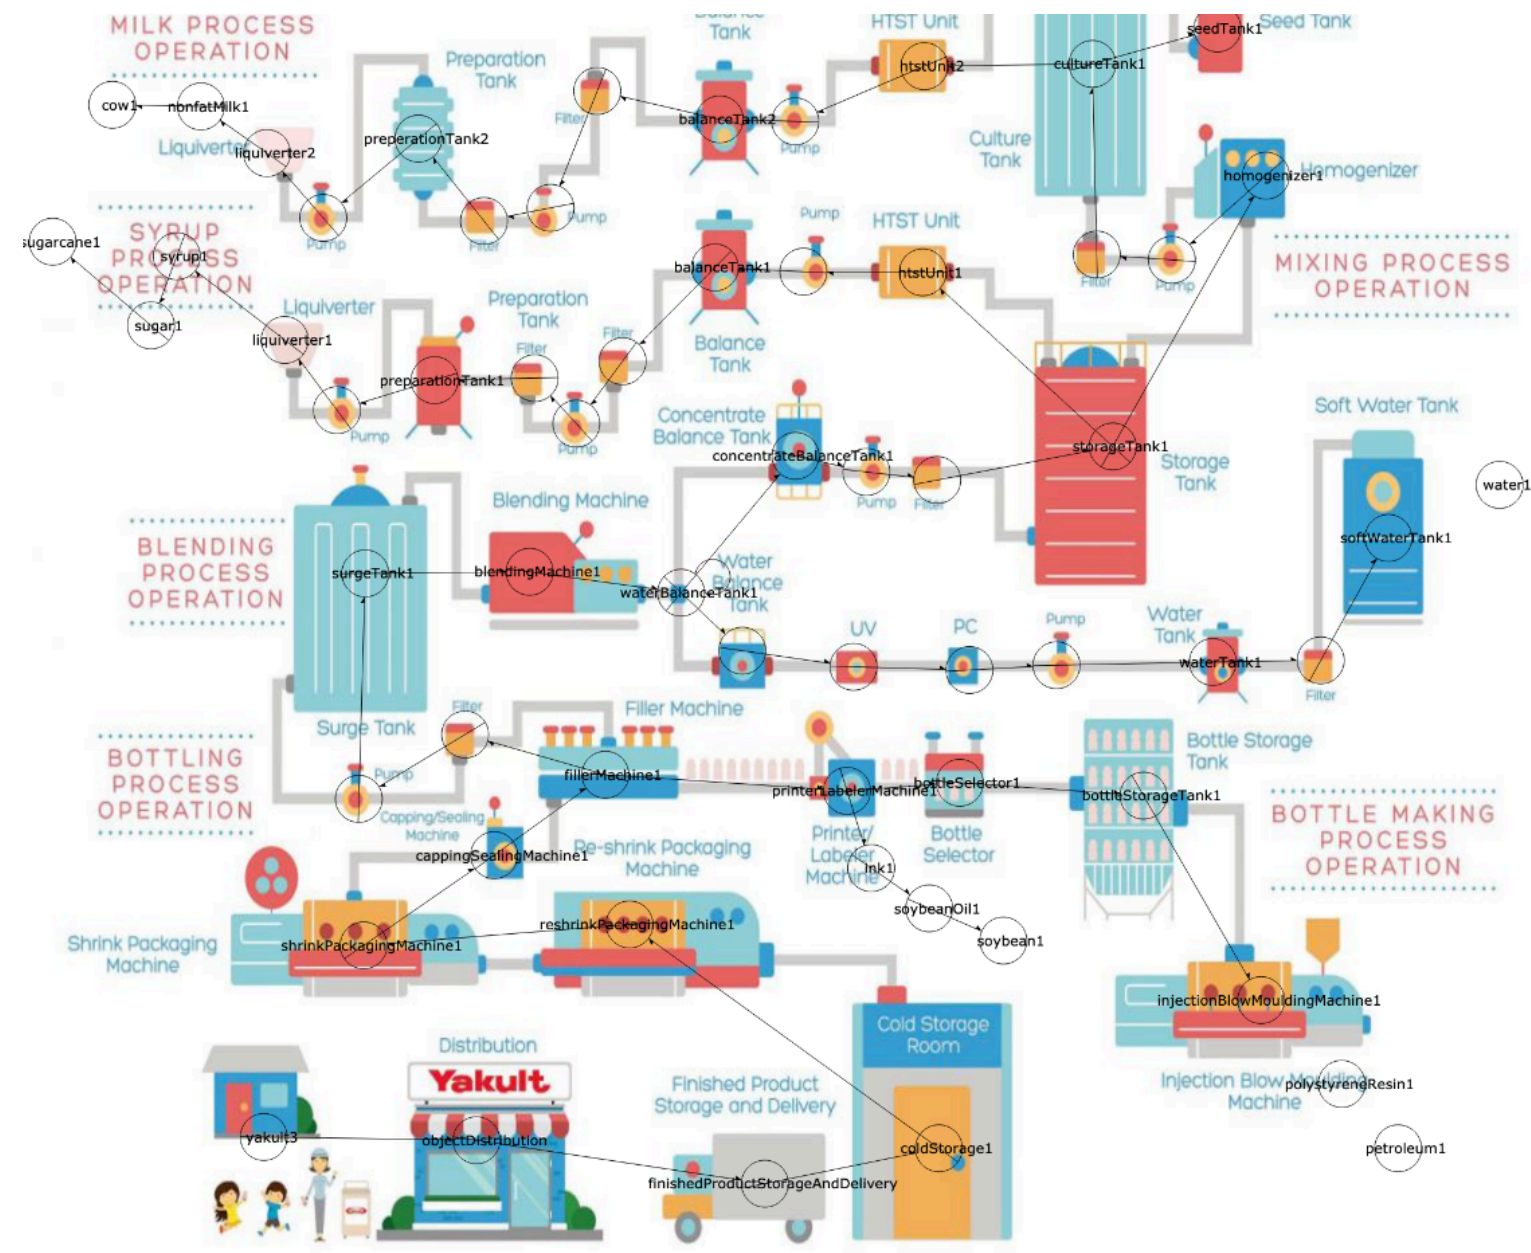 MILK PROCESS
OPERATION
Preparation
Tank
Balance
Tank
HTST Unit
Seed Tank
seedTank1
htstUnit2
cultureTank1
cow1
nonfatMilk1
Liquiverter
liquiverter2
preperationTank2
Filter
balanceTank2
Pump
Culture
Tank
Homogenizer
homogenizer1
Pump
Filter
Pump
SYRUP
PROCESS
OPERATION
sugarcane1
syrup1
sugar1
Liquiverter
liquiverter1
Preparation
Tank
Filter
Filter
balanceTank1
Balance
Tank
Pump
HTST Unit
htstUnit1
Filter
Pump
MIXING PROCESS
OPERATION
preparationTank1
Pump
Pump
Concentrate
Balance Tank
concentrateBalanceTank1
Pump
Filter
storageTank1
Storage
Tank
Soft Water Tank
water1
softWaterTank1
BLENDING
PROCESS
OPERATION
surgeTank1
Blending Machine
blendingMachine1
Water
Balance
Tank
waterBalanceTank1
UV
PC
Pump
Water
Tank
waterTank1
Filter
Surge Tank
BOTTLING
PROCESS
OPERATION
Filter
Pump
Filler Machine
fillerMachine1
printerLabelerMachine1
bottleSelector1
Bottle Storage
Tank
bottleStorageTank1
Capping/Sealing
Machine
cappingSealingMachine1
Re-shrink Packaging
Machine
Printer/
Labeler
Machine
ink1
Bottle
Selector
soybeanOil1
soybean1
BOTTLE MAKING
PROCESS
OPERATION
Shrink Packaging
Machine
shrinkPackagingMachine1
reshrinkPackagingMachine1
injectionBlowMouldingMachine1
Injection Blow Moulding
Machine
polystyreneResin1
petroleum1
Cold Storage
Room
coldStorage1
Distribution
Yakult
yakult3
objectDistribution
Finished Product
Storage and Delivery
finishedProductStorageAndDelivery